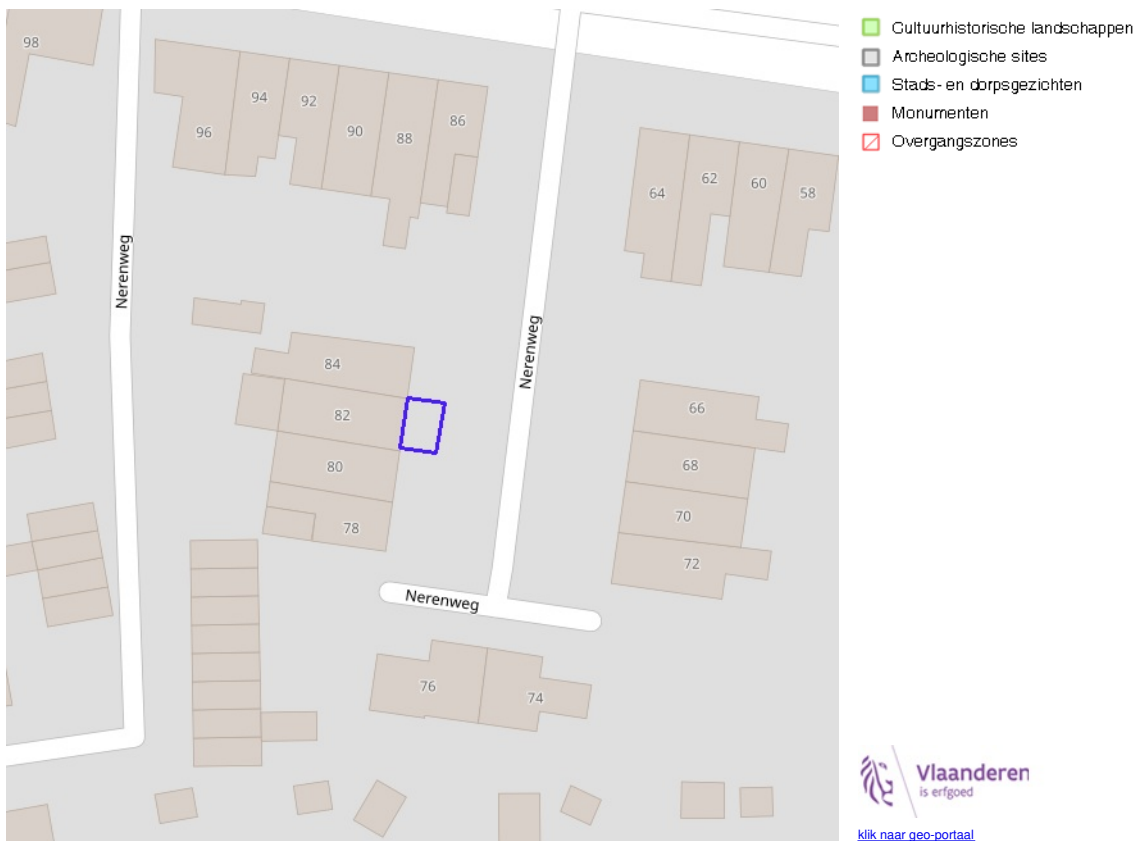 98
94
92
96
90
88
86
64
62
60
58
Nerenweg
Nerenweg
84
82
80
78
66
68
70
72
Nerenweg
76
74
Cultuurhistorische landschappen
Archeologische sites
Stads- en dorpsgezichten
Monumenten
Overgangszones
Vlaanderen
is erfgoed
klik naar geo-portaal